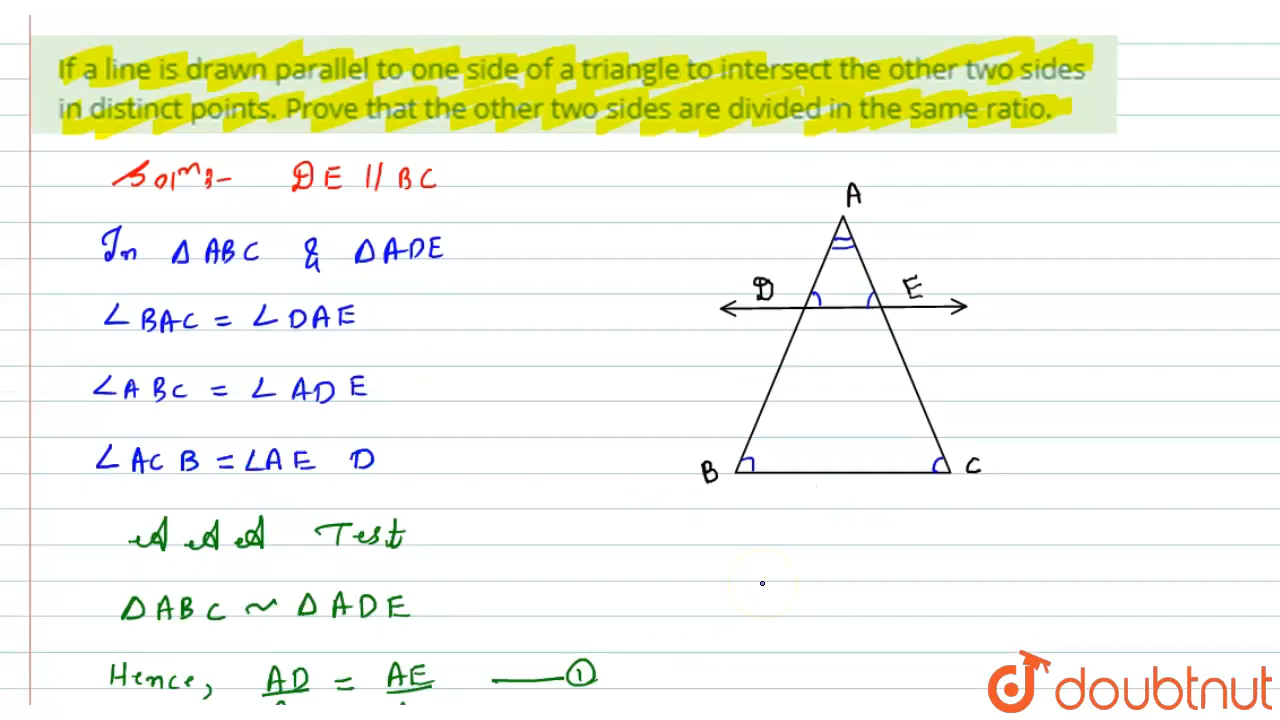 If a line is drawn parallel to one side of a triangle to intersect the other two sides
in distinct points. Prove that the other two sides are divided in the same ratio.
Solⁿ:- DE || BC
In Δ ABC & Δ ADE
∠BAC = ∠DAE
∠ABC = ∠ADE
∠ACB = ∠AED
AAA Test
ΔABC ~ ΔADE
Hence, AD = AE ——①
A
D E
B C
doubtnut